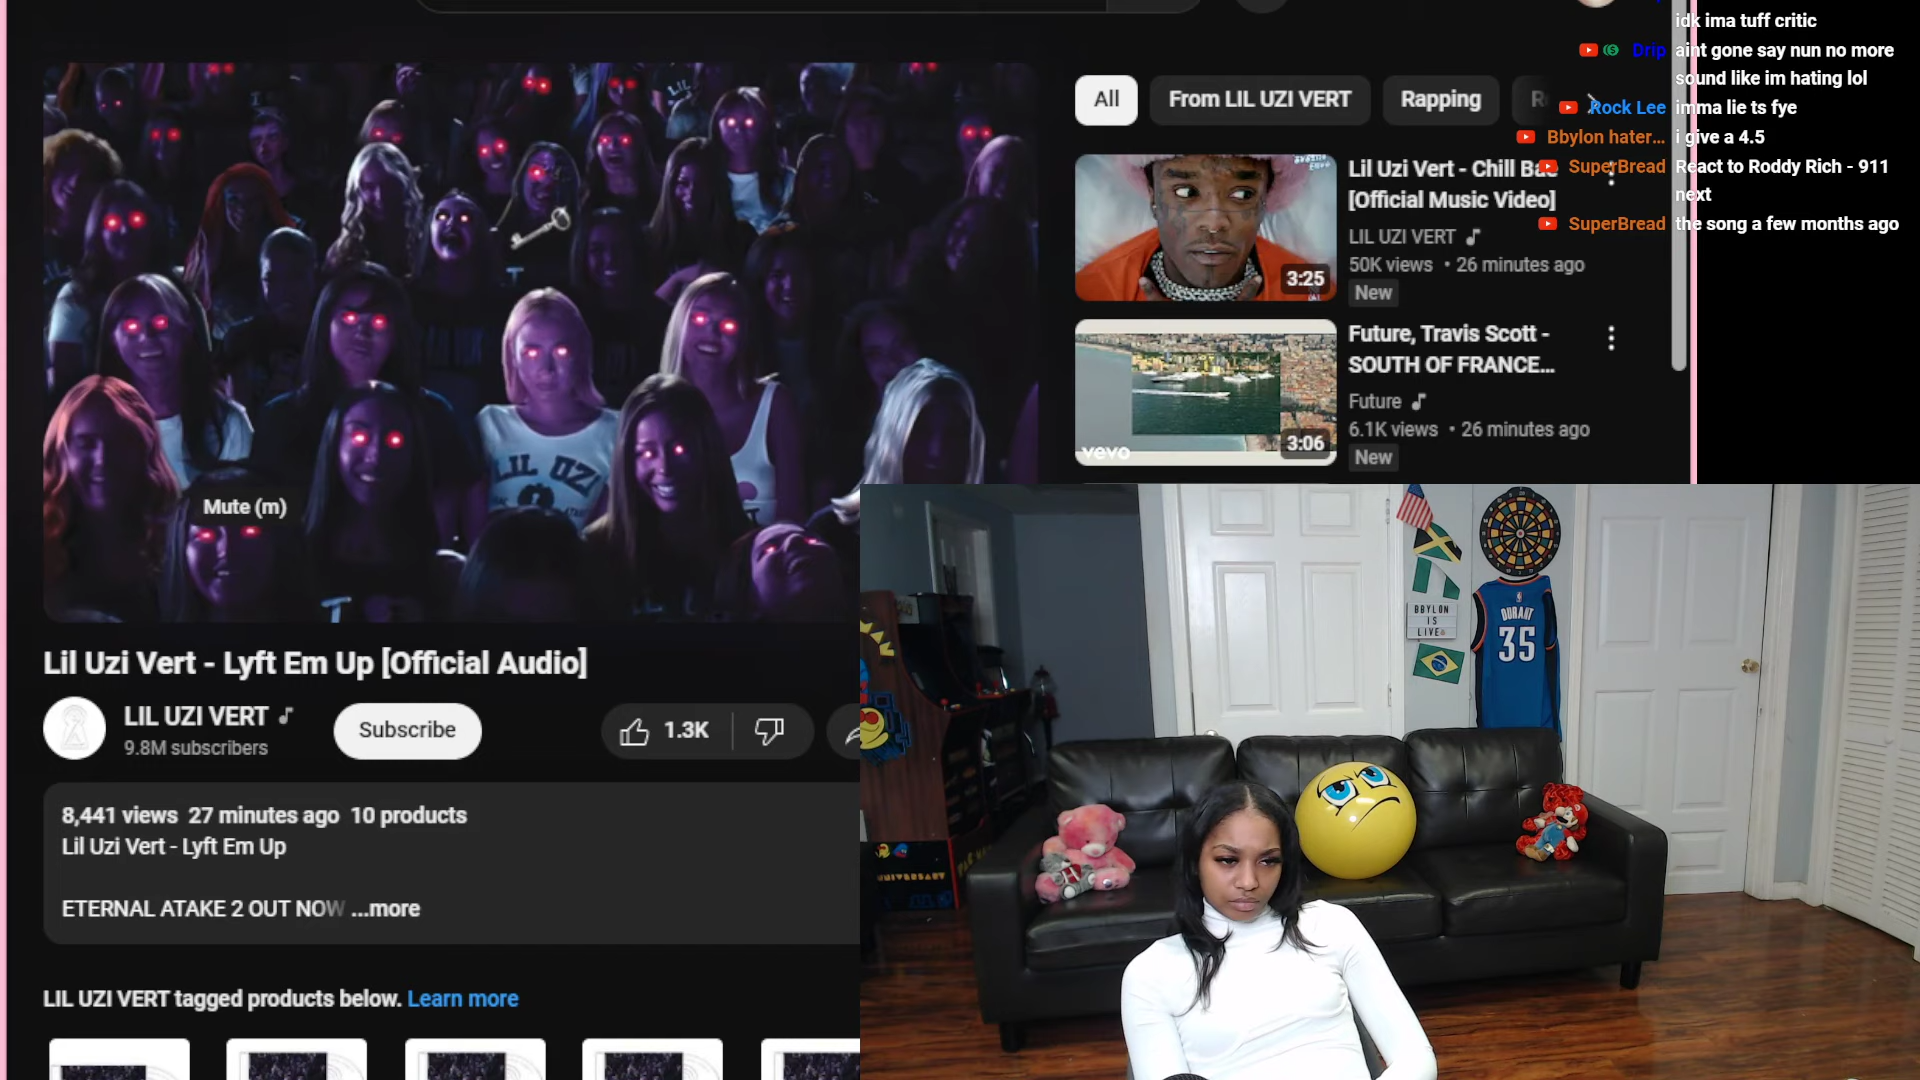 idk ima tuff critic
Drip aint gone say nun no more
sound like im hating lol
Rock Lee imma lie ts fye
Bbylon hater... i give a 4.5
SuperBread React to Roddy Rich - 911
next
SuperBread the song a few months ago
All
From LIL UZI VERT
Rapping
Lil Uzi Vert - Chill Ba
[Official Music Video]
LIL UZI VERT
50K views • 26 minutes ago
New
3:25
Future, Travis Scott -
SOUTH OF FRANCE...
Future
6.1K views • 26 minutes ago
New
3:06
vevo
LIL UZI
Mute (m)
Lil Uzi Vert - Lyft Em Up [Official Audio]
LIL UZI VERT
9.8M subscribers
Subscribe
1.3K
8,441 views 27 minutes ago 10 products
Lil Uzi Vert - Lyft Em Up
ETERNAL ATAKE 2 OUT NOW ...more
LIL UZI VERT tagged products below. Learn more
BBYLON
IS
LIVE
DURANT
35